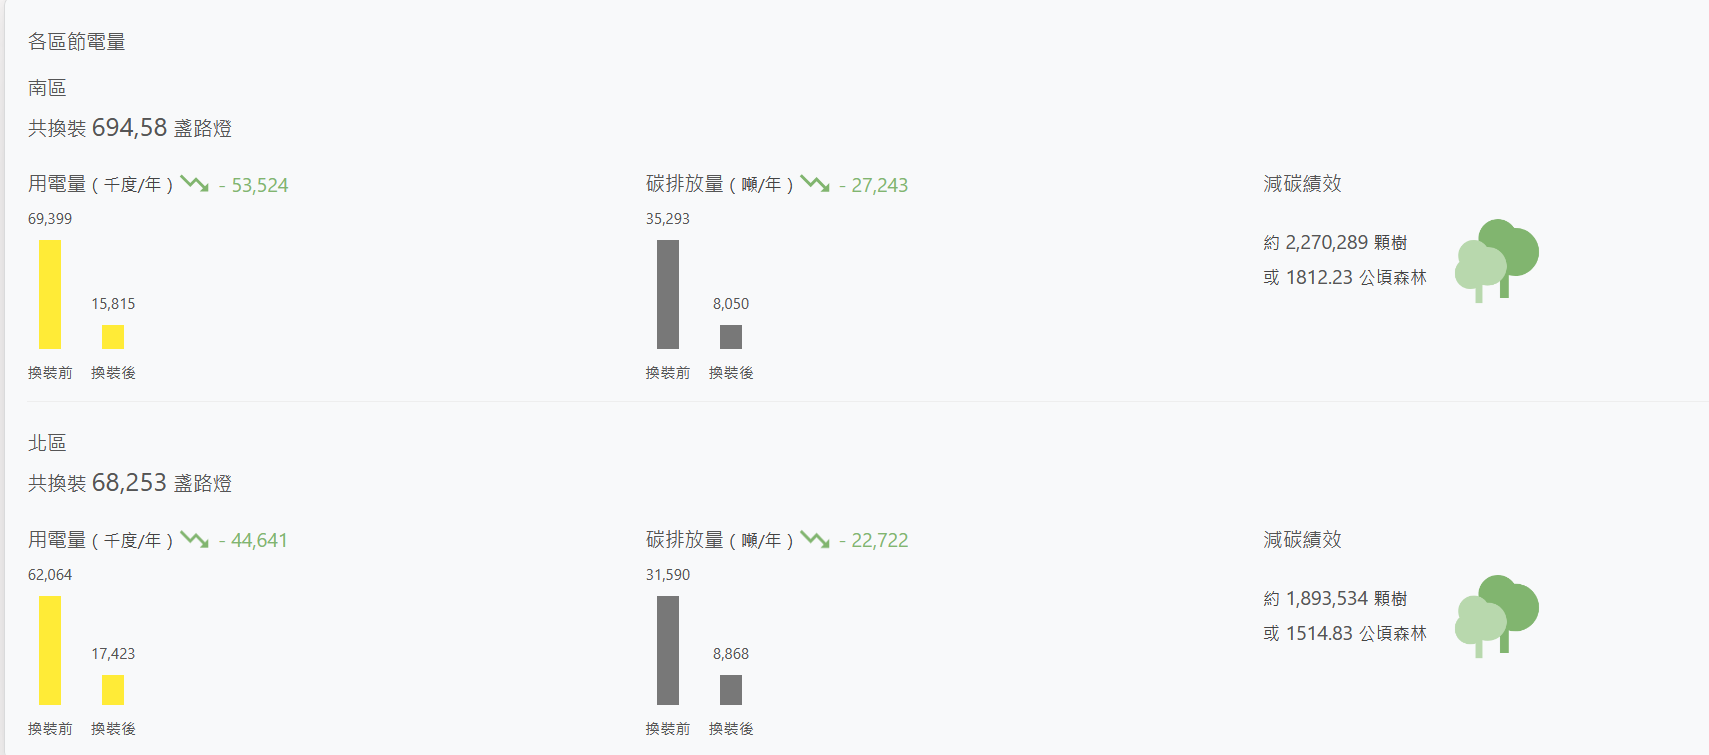 各區節電量
南區
共換裝 694,58 盞路燈
用電量 ( 千度/年 ) - 53,524
69,399
15,815
換裝前 換裝後
碳排放量 ( 噸/年 ) - 27,243
35,293
8,050
換裝前 換裝後
減碳績效
約 2,270,289 顆樹
或 1812.23 公頃森林
北區
共換裝 68,253 盞路燈
用電量 ( 千度/年 ) - 44,641
62,064
17,423
換裝前 換裝後
碳排放量 ( 噸/年 ) - 22,722
31,590
8,868
換裝前 換裝後
減碳績效
約 1,893,534 顆樹
或 1514.83 公頃森林